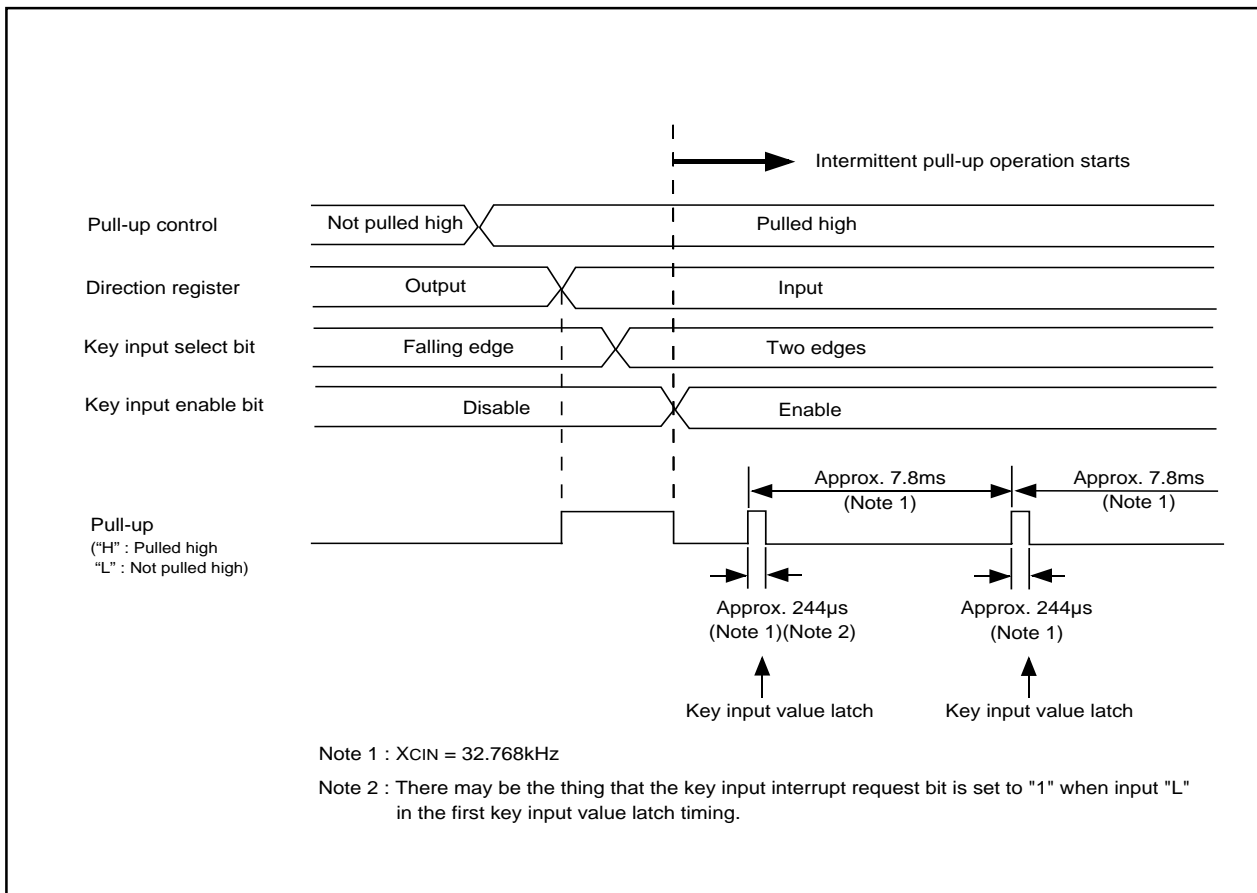 Intermittent pull-up operation starts
Pull-up control
Not pulled high
Pulled high
Direction register
Output
Input
Key input select bit
Falling edge
Two edges
Key input enable bit
Disable
Enable
Approx. 7.8ms
(Note 1)
Approx. 7.8ms
(Note 1)
Pull-up
(“H” : Pulled high
“L” : Not pulled high)
Approx. 244µs
(Note 1)(Note 2)
Approx. 244µs
(Note 1)
Key input value latch
Key input value latch
Note 1 : XCIN = 32.768kHz
Note 2 : There may be the thing that the key input interrupt request bit is set to "1" when input "L"
in the first key input value latch timing.